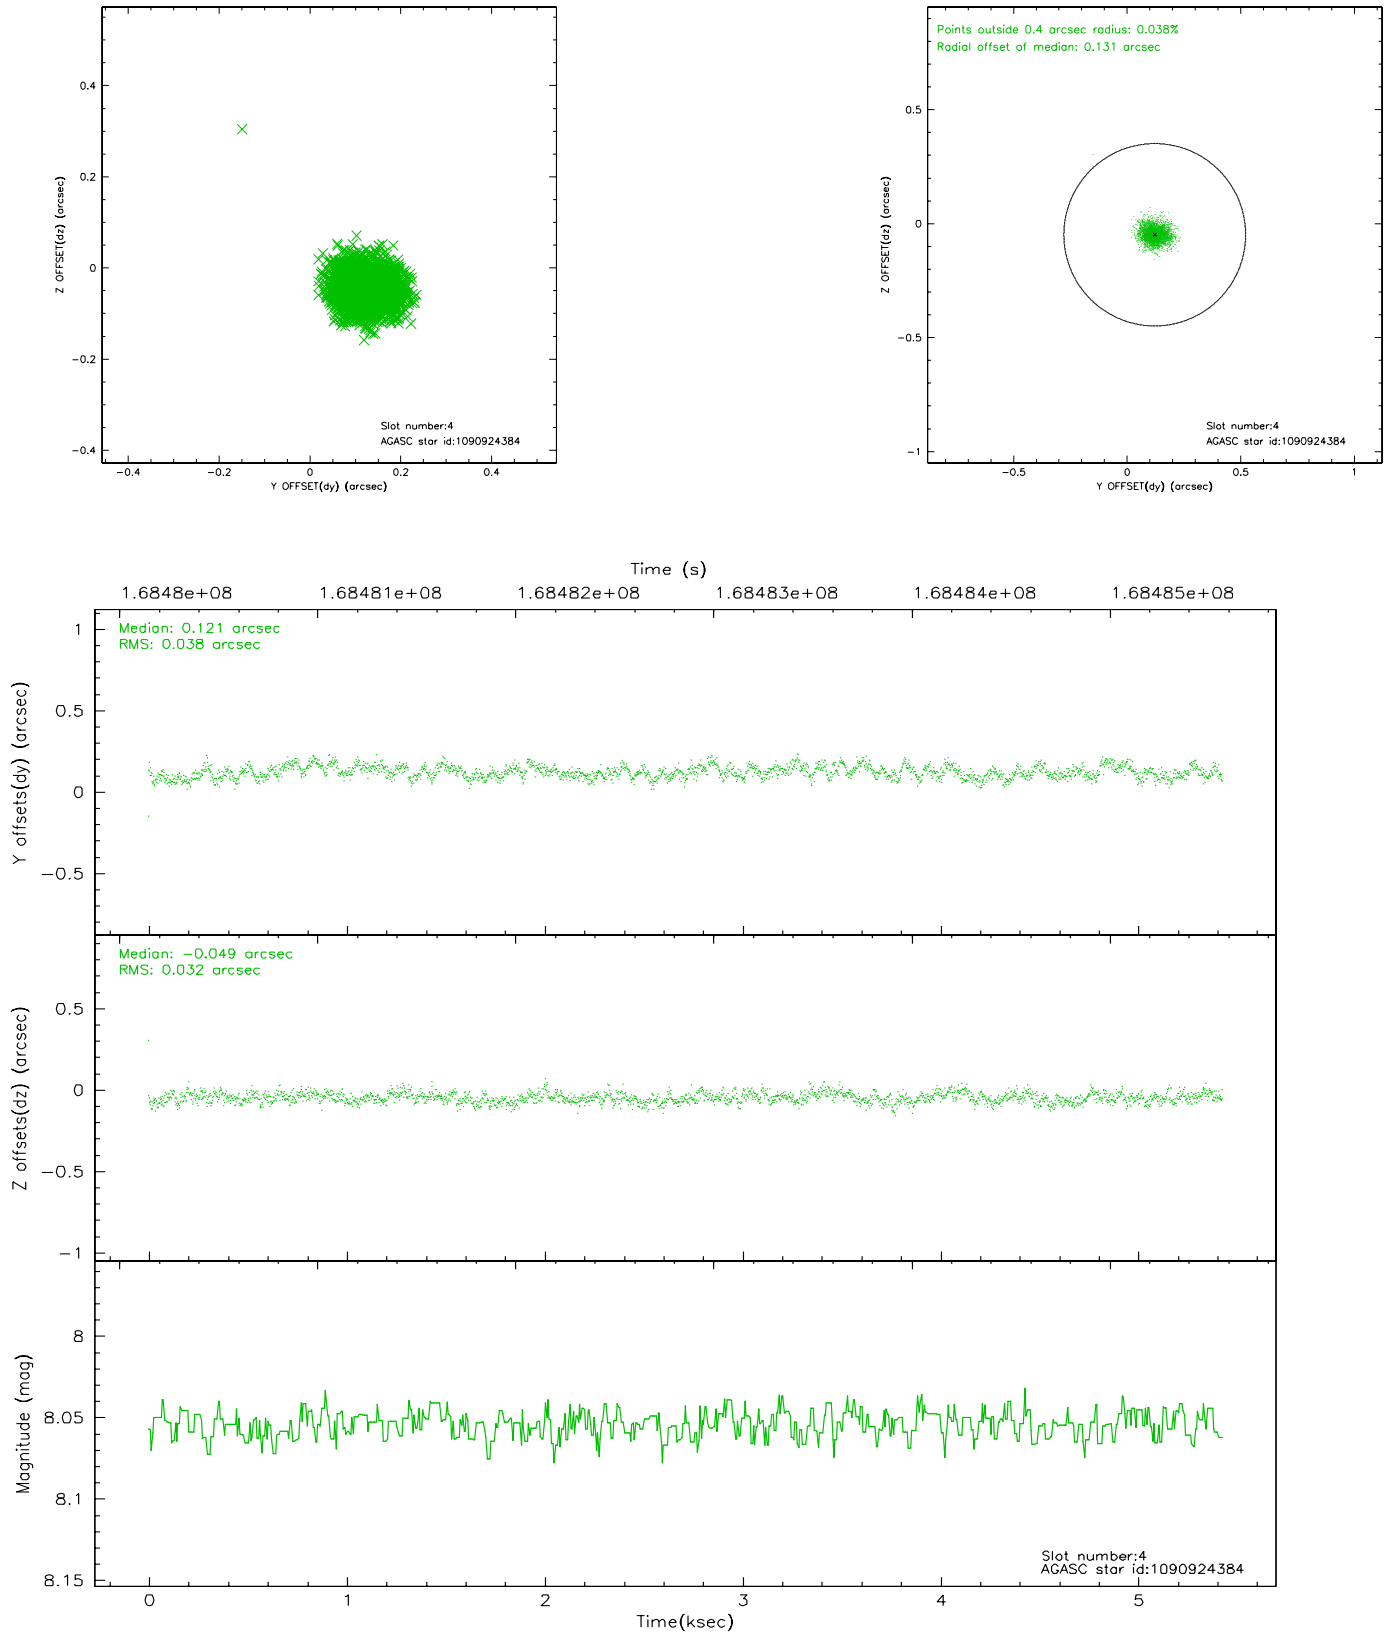 0.4
0.2
0
−0.2
−0.4
Z OFFSET(dz) (arcsec)
Slot number:4
AGASC star id:1090924384
−0.4 −0.2 0 0.2 0.4
Y OFFSET(dy) (arcsec)
Points outside 0.4 arcsec radius: 0.038%
Radial offset of median: 0.131 arcsec
0.5
0
−0.5
−1
Z OFFSET(dz) (arcsec)
Slot number:4
AGASC star id:1090924384
−0.5 0 0.5 1
Y OFFSET(dy) (arcsec)
Time (s)
1.6848e+08 1.68481e+08 1.68482e+08 1.68483e+08 1.68484e+08 1.68485e+08
Median: 0.121 arcsec
RMS: 0.038 arcsec
1
0.5
0
−0.5
Y offsets(dy) (arcsec)
Median: −0.049 arcsec
RMS: 0.032 arcsec
0.5
0
−0.5
−1
Z offsets(dz) (arcsec)
8
8.05
8.1
8.15
Magnitude (mag)
Slot number:4
AGASC star id:1090924384
0 1 2 3 4 5
Time(ksec)